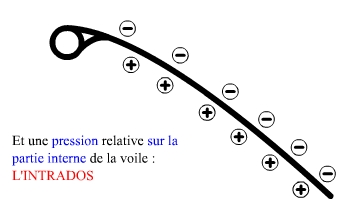 Et une pression relative sur la
partie interne de la voile :
L'INTRADOS